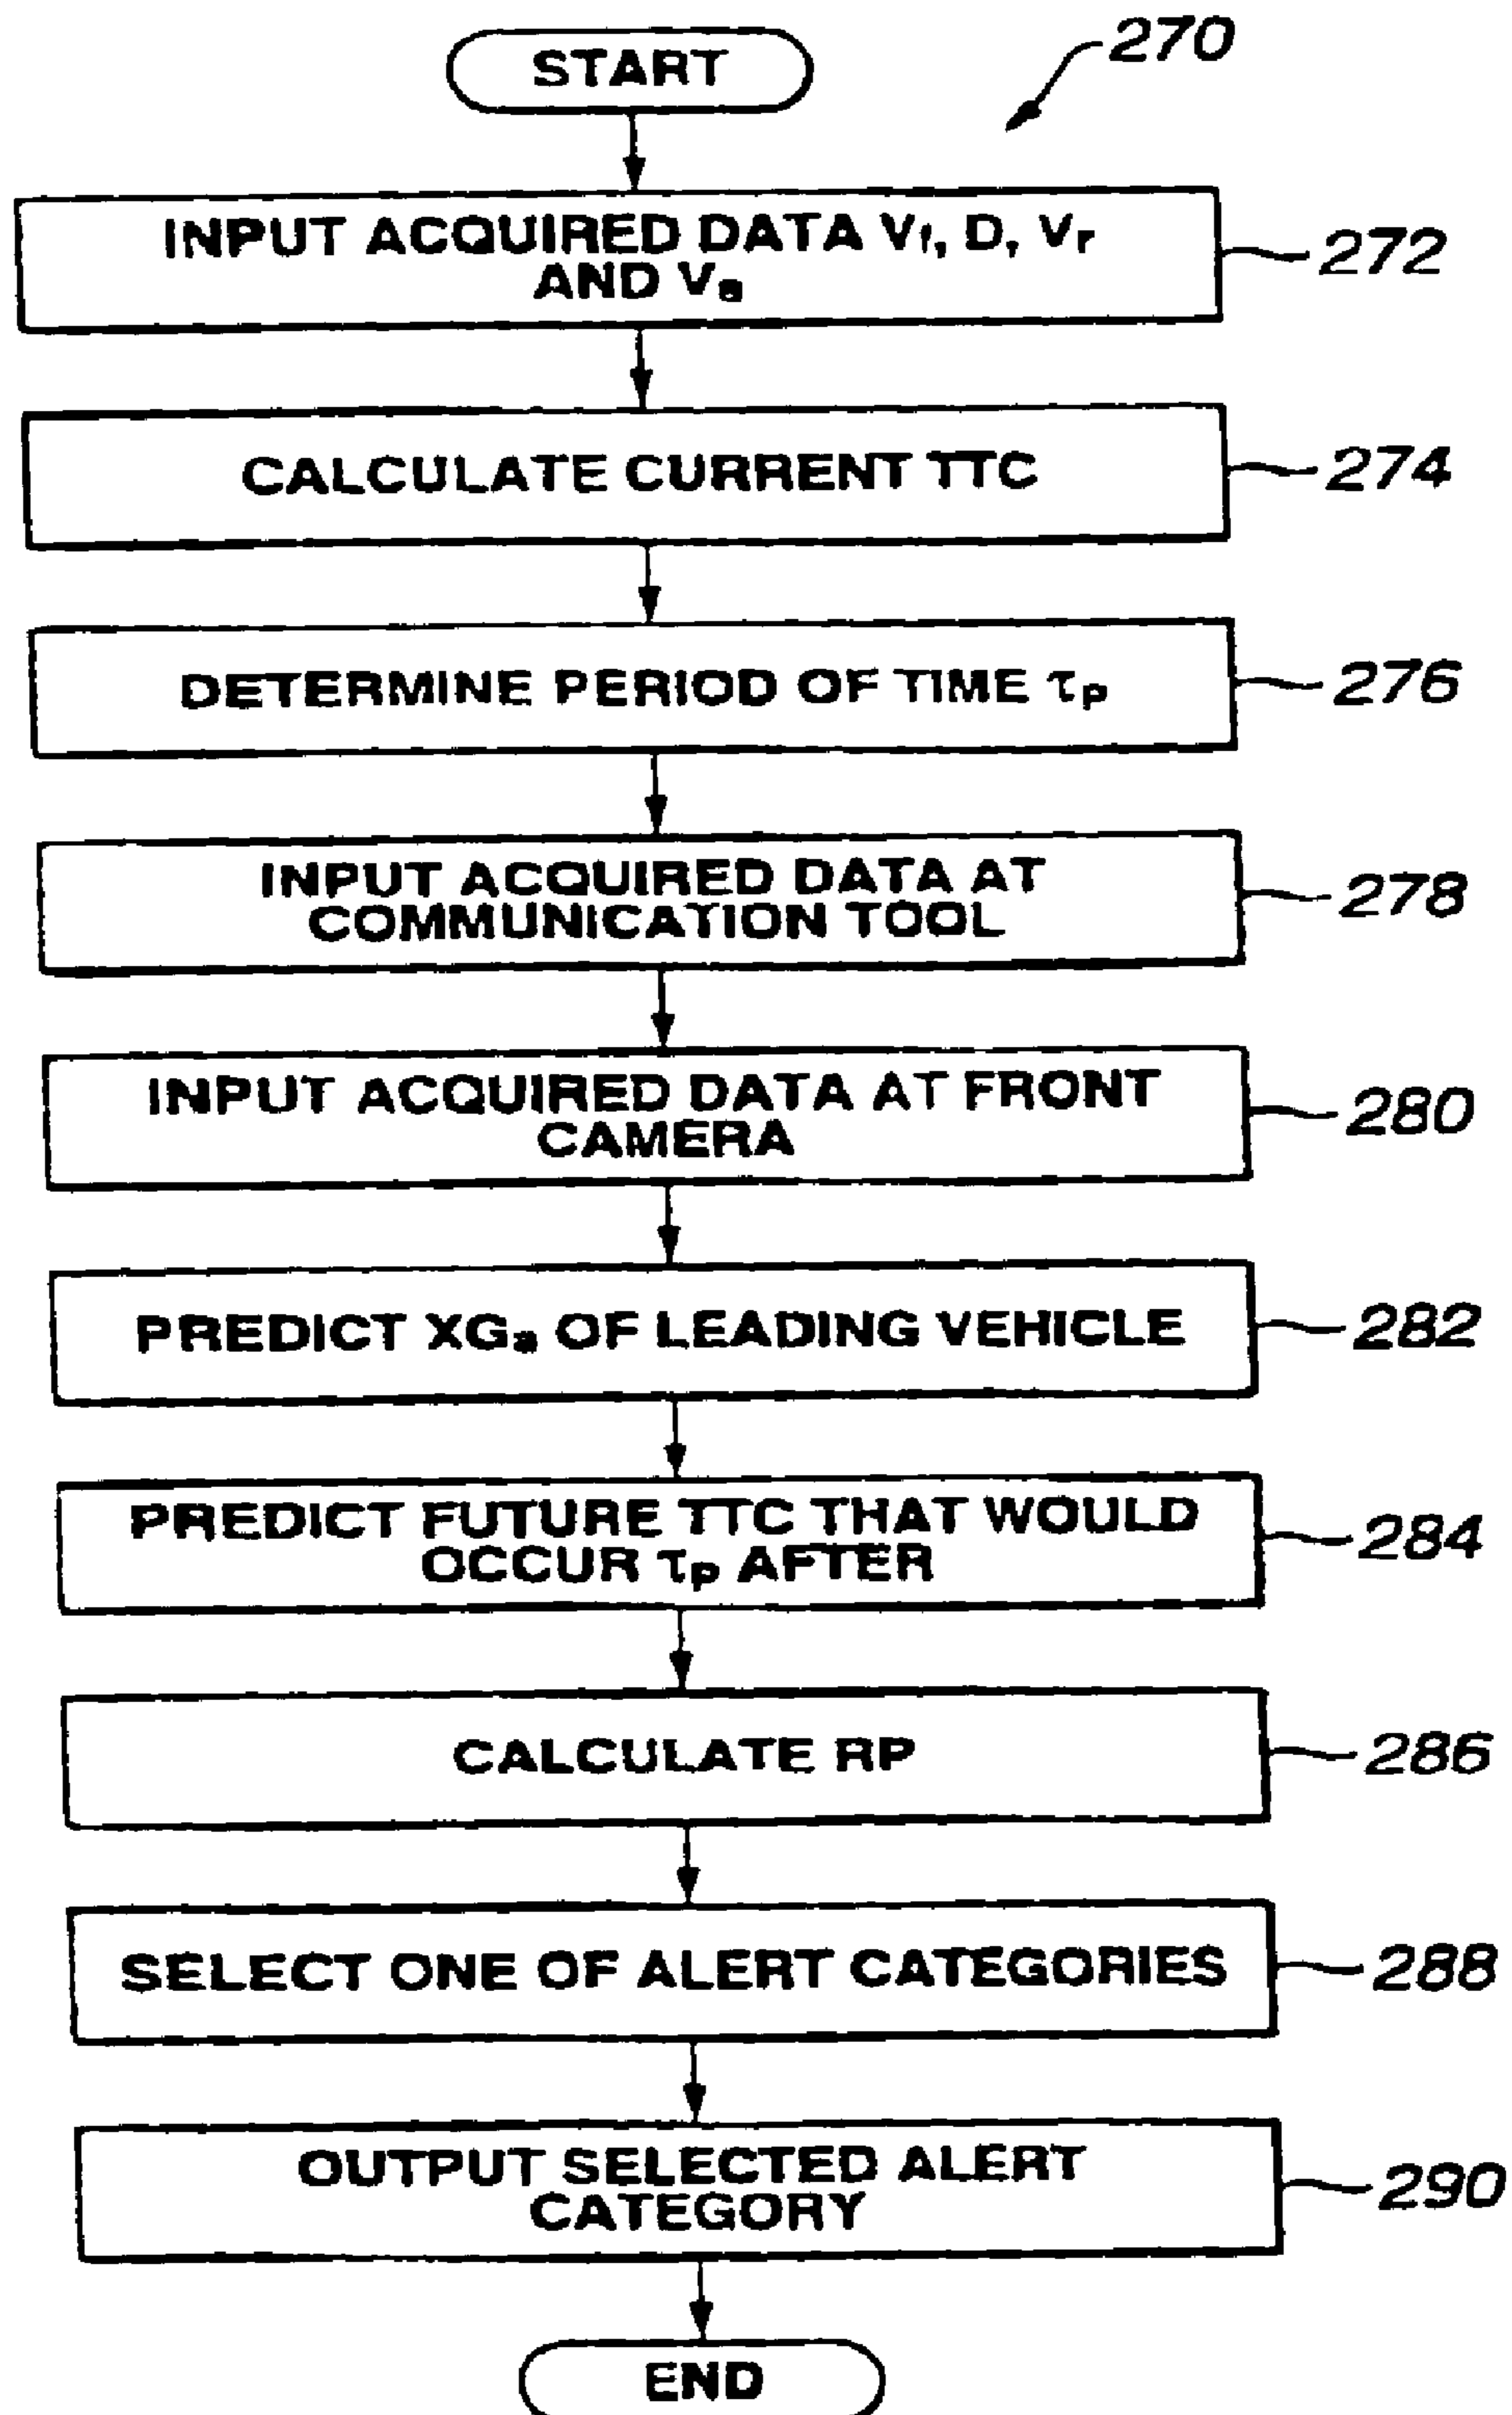 START
270
INPUT ACQUIRED DATA Vf, D, Vr
AND Va
272
CALCULATE CURRENT TTC
274
DETERMINE PERIOD OF TIME τp
276
INPUT ACQUIRED DATA AT
COMMUNICATION TOOL
278
INPUT ACQUIRED DATA AT FRONT
CAMERA
280
PREDICT XGa OF LEADING VEHICLE
282
PREDICT FUTURE TTC THAT WOULD
OCCUR τp AFTER
284
CALCULATE RP
286
SELECT ONE OF ALERT CATEGORIES
288
OUTPUT SELECTED ALERT
CATEGORY
290
END